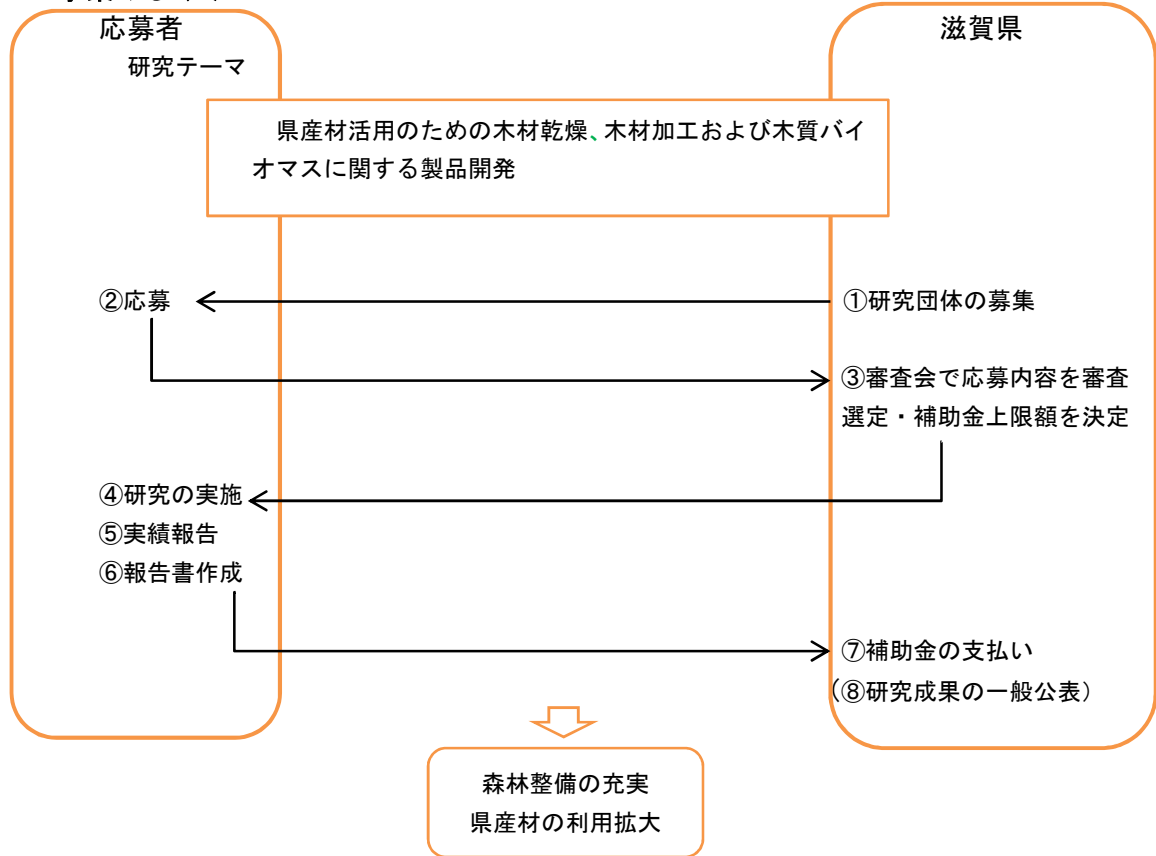 応募者
滋賀県
研究テーマ
県産材活用のための木材乾燥、木材加工および木質バイ
オマスに関する製品開発
②応募
①研究団体の募集
③審査会で応募内容を審査
選定・補助金上限額を決定
④研究の実施
⑤実績報告
⑥報告書作成
⑦補助金の支払い
(⑧研究成果の一般公表)
森林整備の充実
県産材の利用拡大